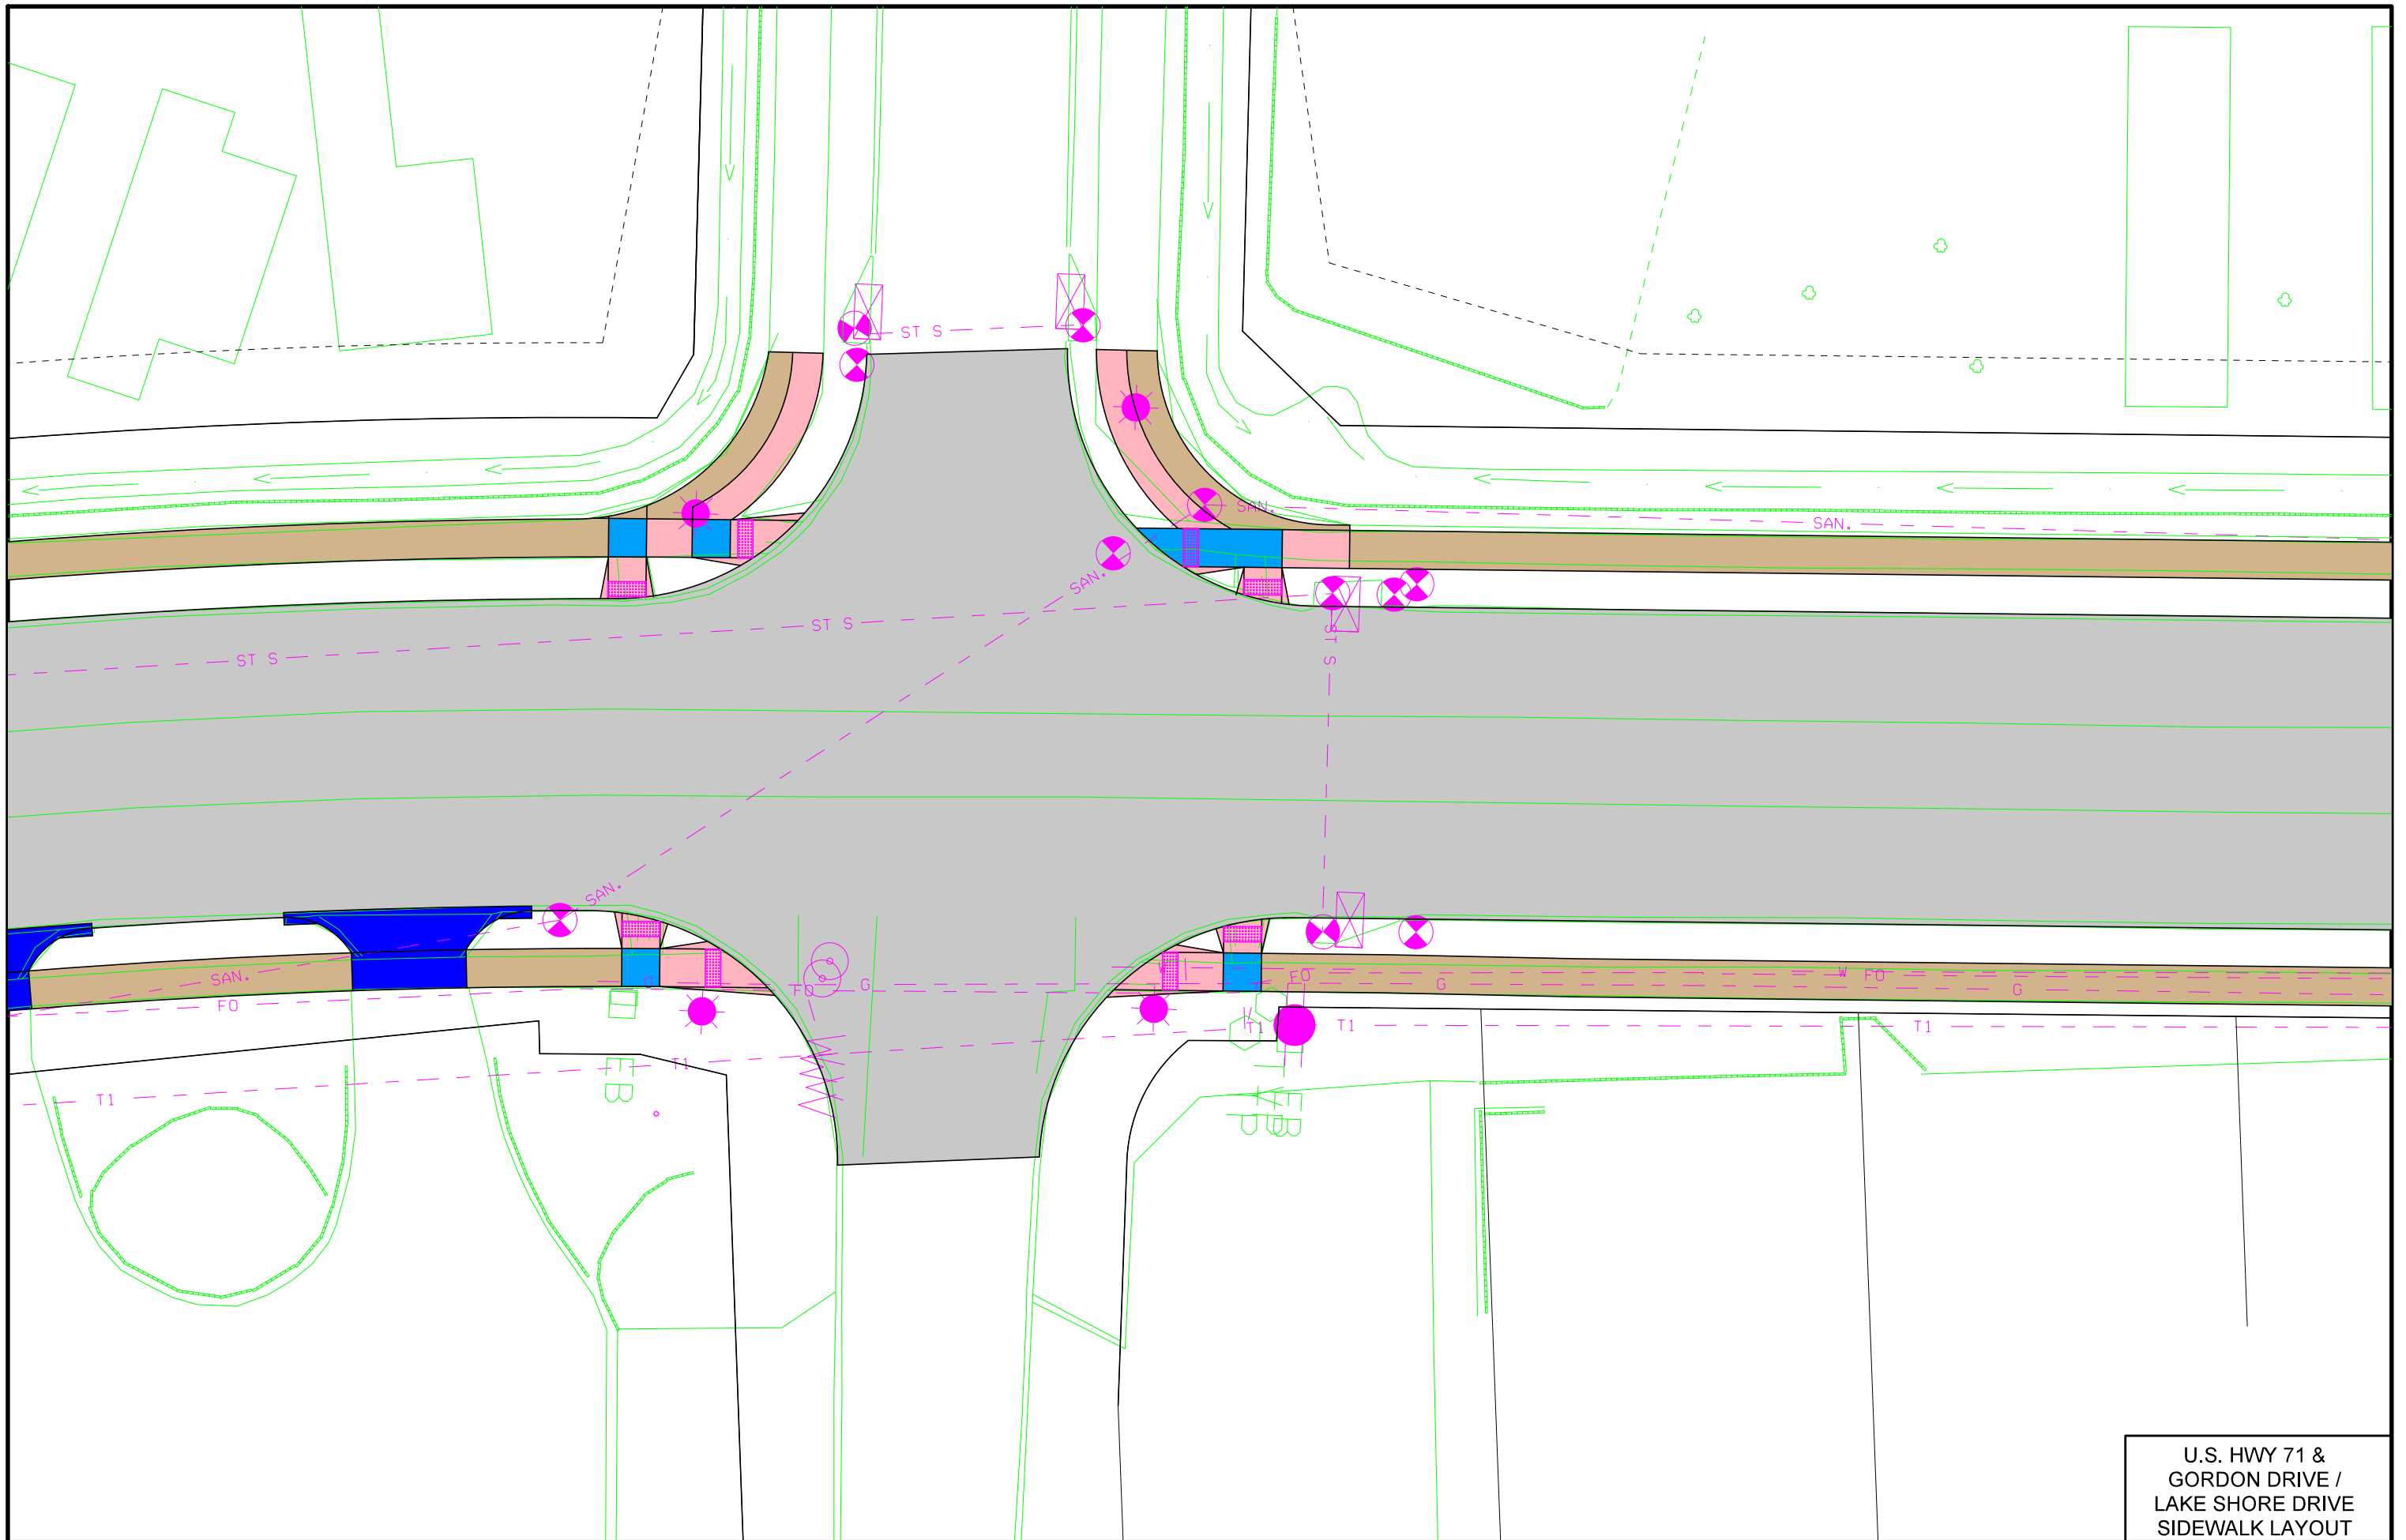 ST S
SAN.
SAN.
SAN.
ST S
ST S
ST S
SAN.
SAN.
FO
G
FO
G
W
FO
G
W
FO
G
T1
T1
T1
T1
T1
U.S. HWY 71 &
GORDON DRIVE /
LAKE SHORE DRIVE
SIDEWALK LAYOUT